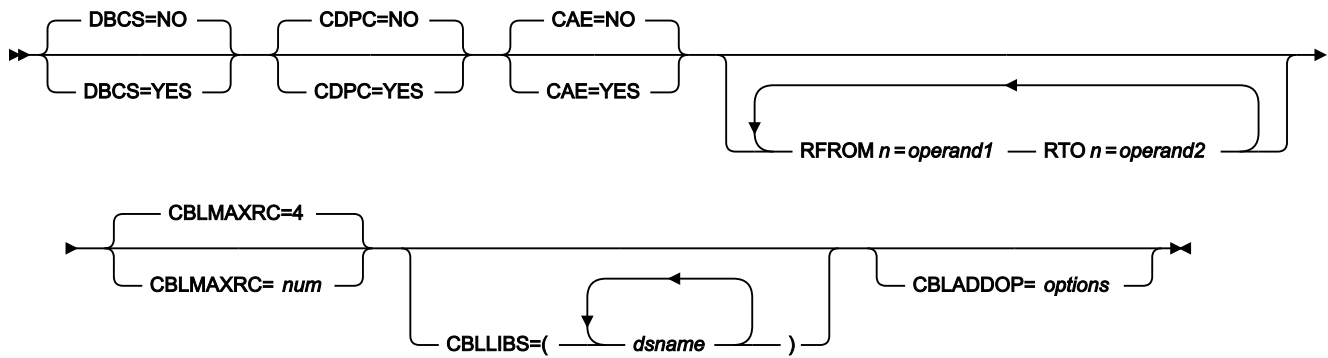 DBCS=NO CDPC=NO CAE=NO
DBCS=YES CDPC=YES CAE=YES
RFROM n=operand1 RTO n=operand2
CBLMAXRC=4
CBLMAXRC= num CBLADDOP= options
CBLLIBS=( dsname )